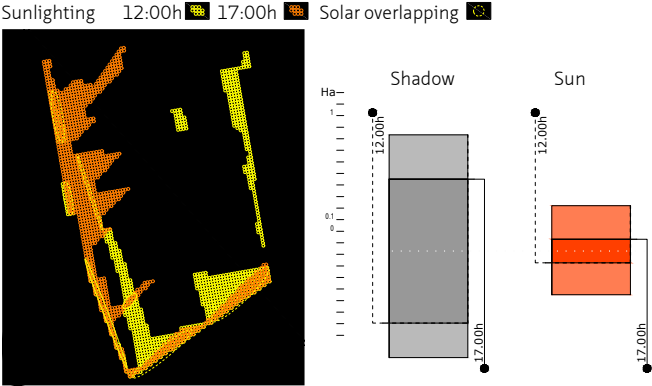 Sunlighting 12:00h 17:00h Solar overlapping
Shadow Sun
Ha
1
0.1
0
12.00h
17.00h
12.00h
17.00h